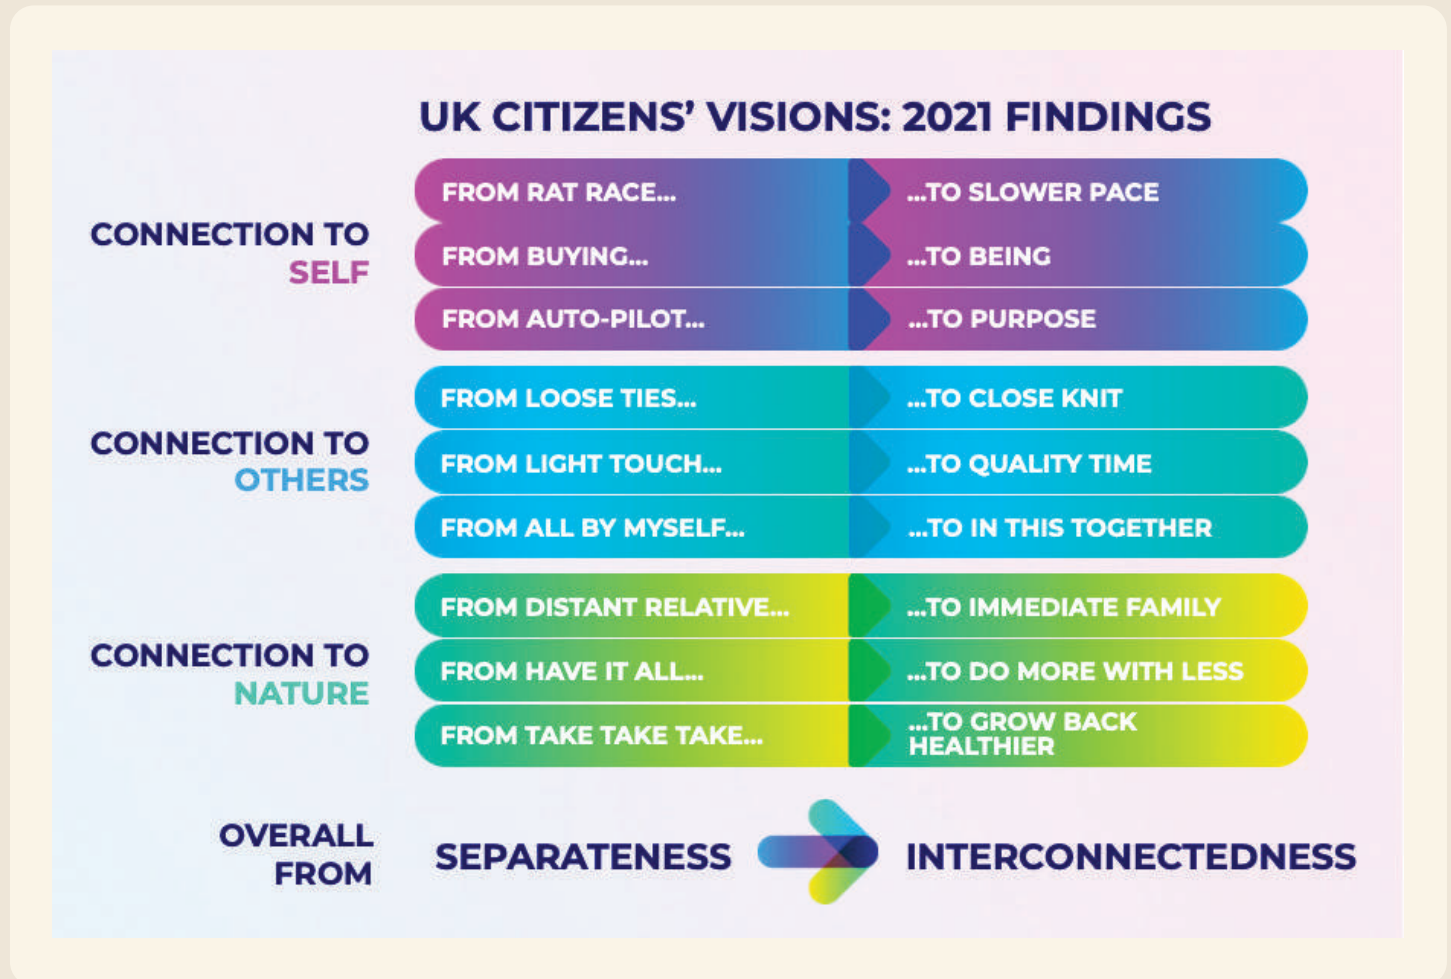 UK CITIZENS’ VISIONS: 2021 FINDINGS
CONNECTION TO
SELF
FROM RAT RACE... ...TO SLOWER PACE
FROM BUYING... ...TO BEING
FROM AUTO-PILOT... ...TO PURPOSE
CONNECTION TO
OTHERS
FROM LOOSE TIES... ...TO CLOSE KNIT
FROM LIGHT TOUCH... ...TO QUALITY TIME
FROM ALL BY MYSELF... ...TO IN THIS TOGETHER
CONNECTION TO
NATURE
FROM DISTANT RELATIVE... ...TO IMMEDIATE FAMILY
FROM HAVE IT ALL... ...TO DO MORE WITH LESS
FROM TAKE TAKE TAKE... ...TO GROW BACK
HEALTHIER
OVERALL
FROM
SEPARATENESS INTERCONNECTEDNESS